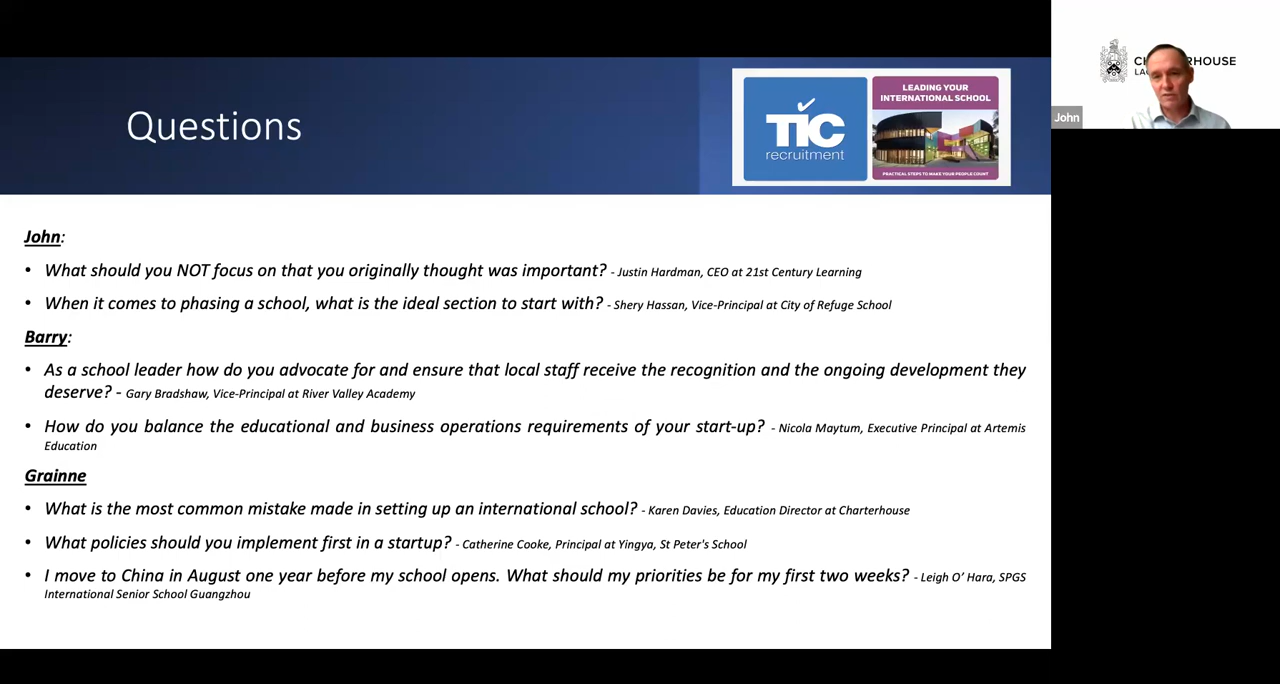 Questions
TIC
recruitment
LEADING YOUR
INTERNATIONAL SCHOOL
PRACTICAL STEPS TO MAKE YOUR PEOPLE COUNT
John
John:
• What should you NOT focus on that you originally thought was important? - Justin Hardman, CEO at 21st Century Learning
• When it comes to phasing a school, what is the ideal section to start with? - Shery Hassan, Vice-Principal at City of Refuge School
Barry:
• As a school leader how do you advocate for and ensure that local staff receive the recognition and the ongoing development they
deserve? - Gary Bradshaw, Vice-Principal at River Valley Academy
• How do you balance the educational and business operations requirements of your start-up? - Nicola Maytum, Executive Principal at Artemis
Education
Grainne
• What is the most common mistake made in setting up an international school? - Karen Davies, Education Director at Charterhouse
• What policies should you implement first in a startup? - Catherine Cooke, Principal at Yingya, St Peter's School
• I move to China in August one year before my school opens. What should my priorities be for my first two weeks? - Leigh O’ Hara, SPGS
International Senior School Guangzhou